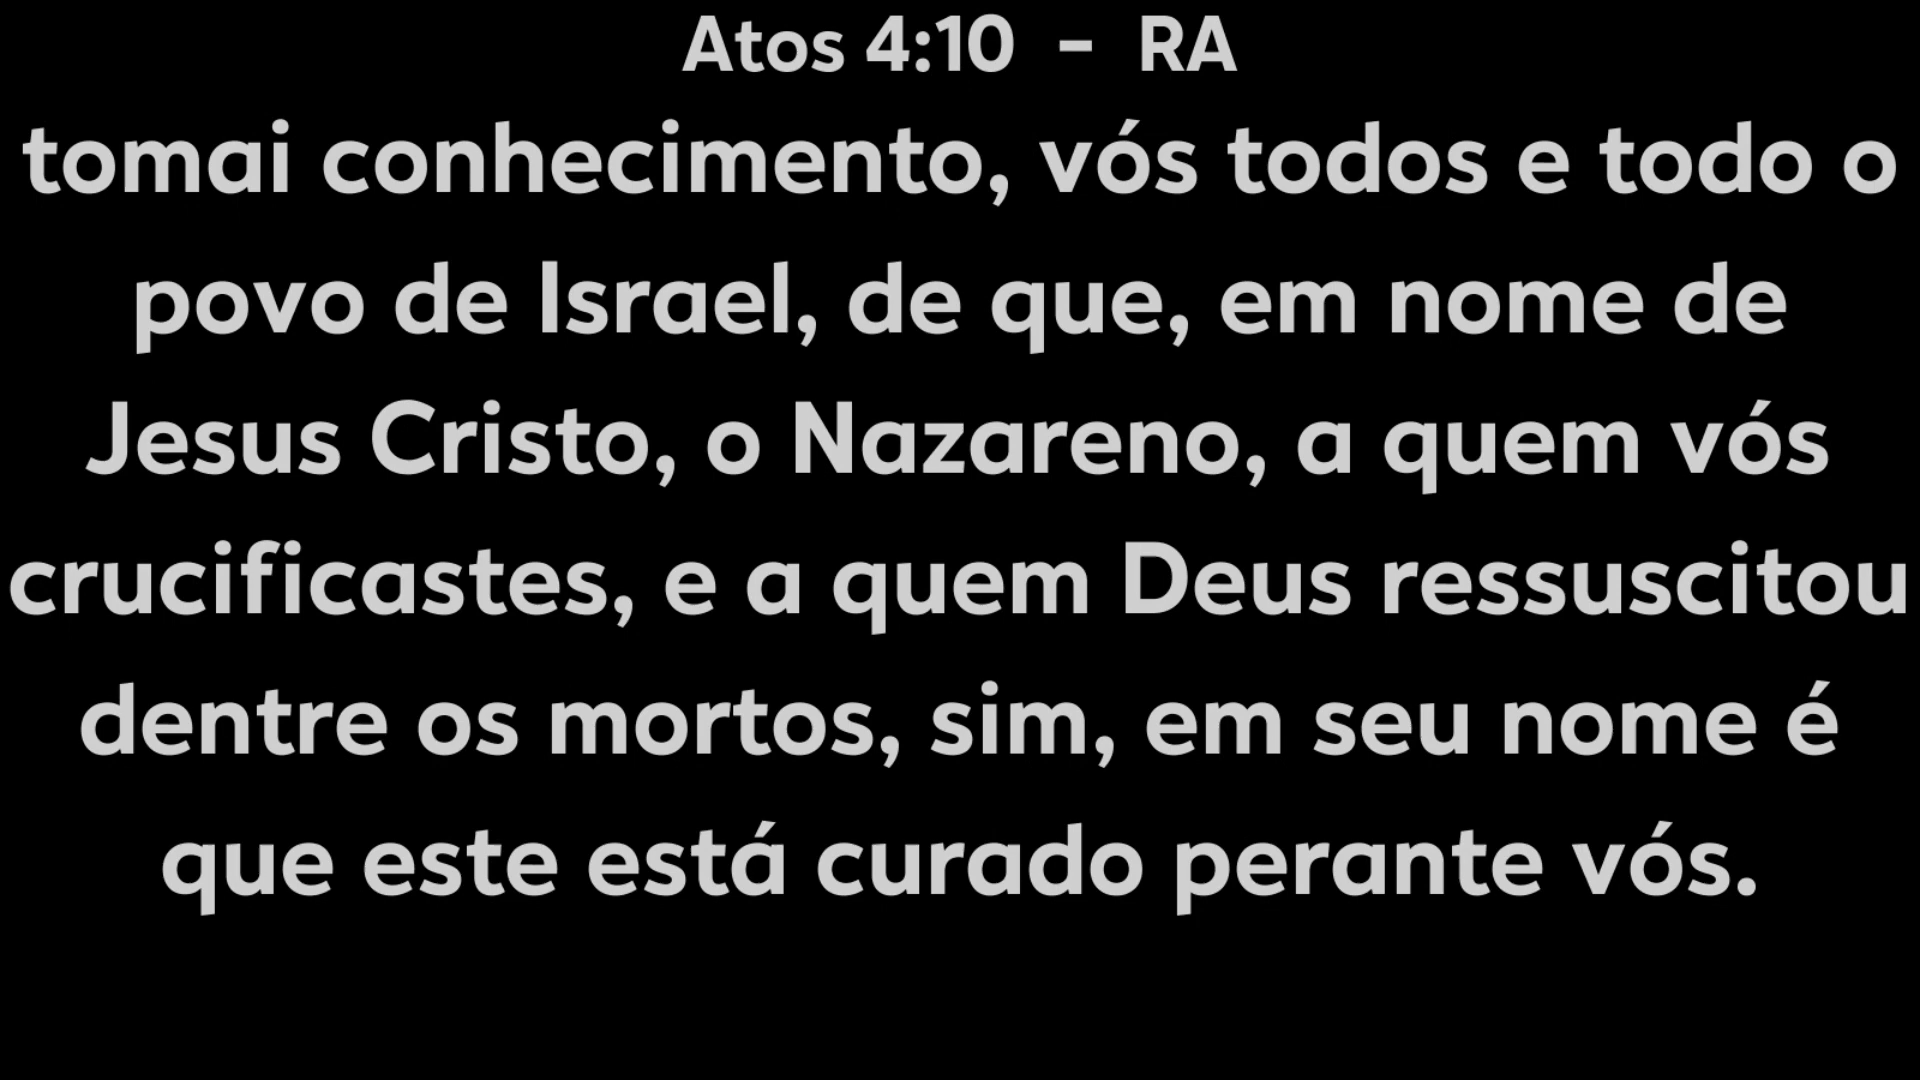 Atos 4:10 - RA
tomai conhecimento, vós todos e todo o
povo de Israel, de que, em nome de
Jesus Cristo, o Nazareno, a quem vós
crucificastes, e a quem Deus ressuscitou
dentre os mortos, sim, em seu nome é
que este está curado perante vós.